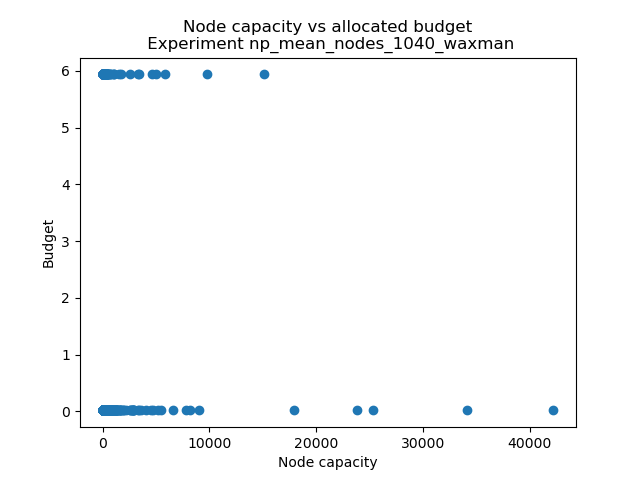 Node capacity vs allocated budget
Experiment np_mean_nodes_1040_waxman
6
5
4
3
2
1
0
Budget
0 10000 20000 30000 40000
Node capacity